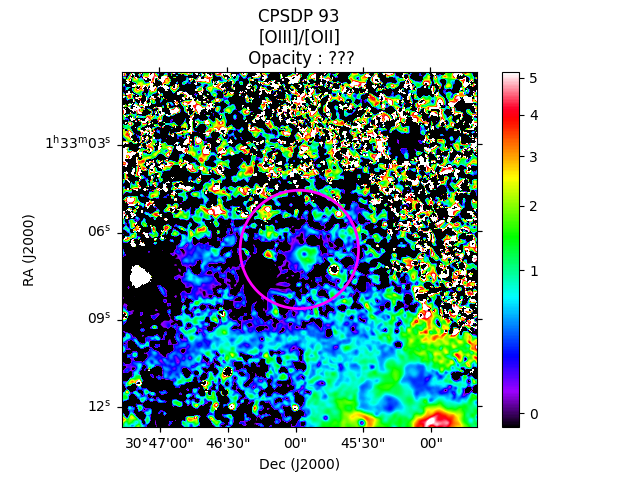 CPSDP 93
[OIII]/[OII]
Opacity : ???
5
4
1ʰ33ᵐ03ˢ
3
2
06ˢ
RA (J2000)
1
09ˢ
12ˢ
0
30°47'00" 46'30" 00" 45'30" 00"
Dec (J2000)